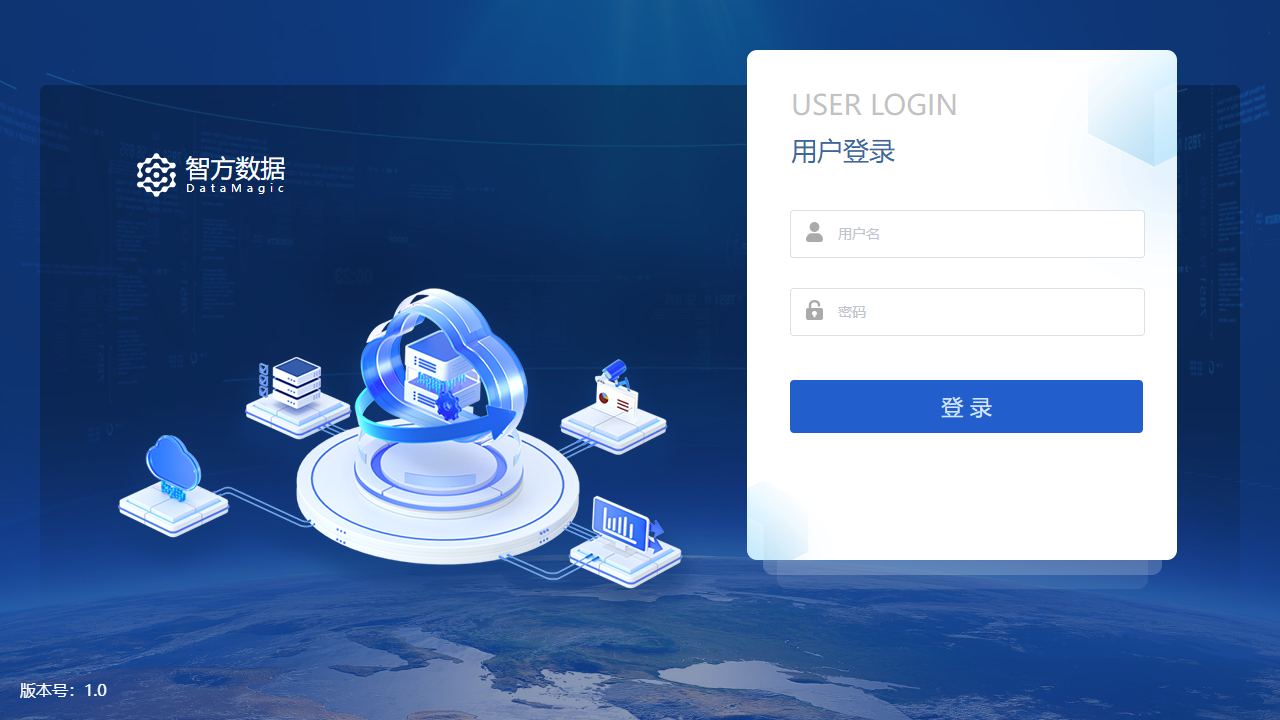 智方数据
DataMagic
USER LOGIN
用户登录
用户名
密码
登 录
版本号：1.0